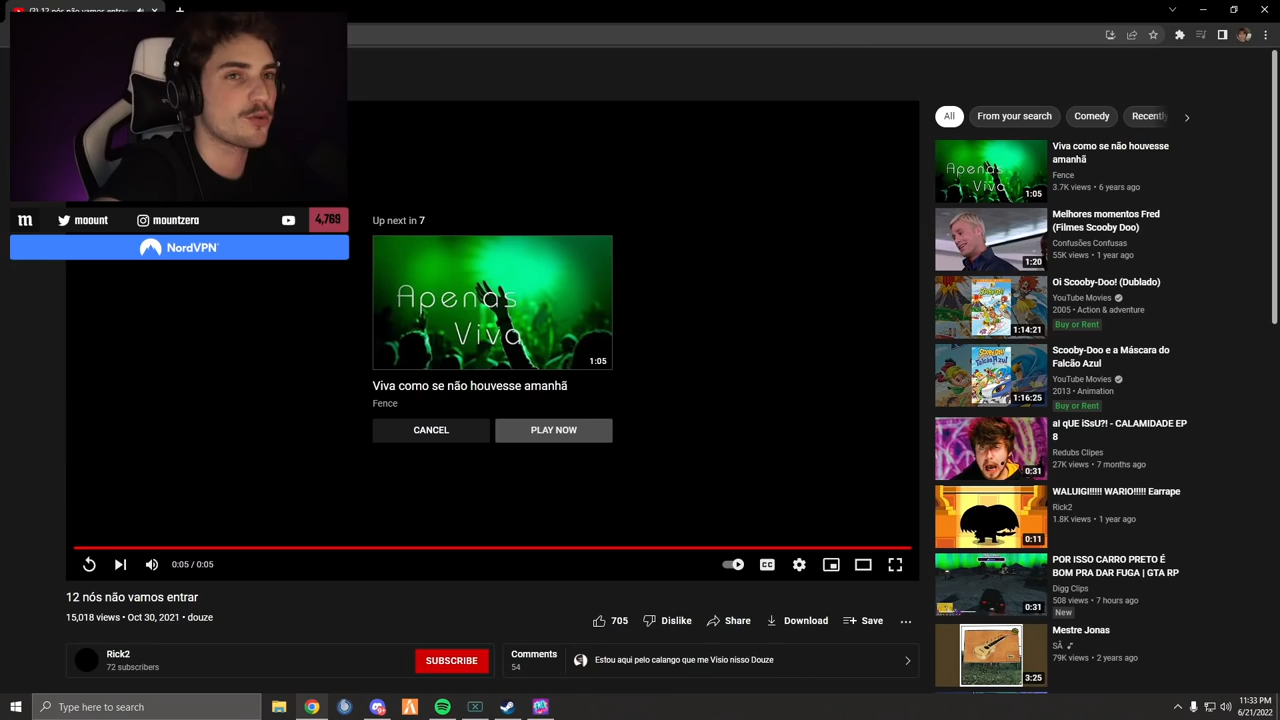 (2) 12 nós não vamos entrar
m
moount
mountzera
4,769
NordVPN
Up next in 7
Apenas
Viva
1:05
Viva como se não houvesse amanhã
Fence
CANCEL
PLAY NOW
0:05 / 0:05
CC
12 nós não vamos entrar
15,018 views • Oct 30, 2021 • douze
705
Dislike
Share
Download
Save
Rick2
72 subscribers
SUBSCRIBE
Comments
54
Estou aqui pelo calango que me Visio nisso Douze
All
From your search
Comedy
Recently
Apenas
Viva
1:05
Viva como se não houvesse
amanhã
Fence
3.7K views • 6 years ago
1:20
Melhores momentos Fred
(Filmes Scooby Doo)
Confusões Confusas
55K views • 1 year ago
1:14:21
Oi Scooby-Doo! (Dublado)
YouTube Movies
2005 • Action & adventure
Buy or Rent
1:16:25
Scooby-Doo e a Máscara do
Falcão Azul
YouTube Movies
2013 • Animation
Buy or Rent
0:31
aI qUE iSsU?! - CALAMIDADE EP
8
Redubs Clipes
27K views • 7 months ago
0:11
WALUIGI!!!!! WARIO!!!!! Earrape
Rick2
1.8K views • 1 year ago
0:31
POR ISSO CARRO PRETO É
BOM PRA DAR FUGA | GTA RP
Digg Clips
508 views • 7 hours ago
New
3:25
Mestre Jonas
SÁ 🎵
79K views • 2 years ago
Type here to search
11:33 PM
6/21/2022